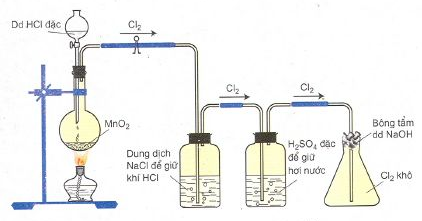 Dd.HCl đặc
Cl2
MnO2
Dung dịch
NaCl để giữ
khí HCl
Cl2
H2SO4 đặc
để giữ
hơi nước
Cl2
Bông tẩm
dd NaOH
Cl2 khô